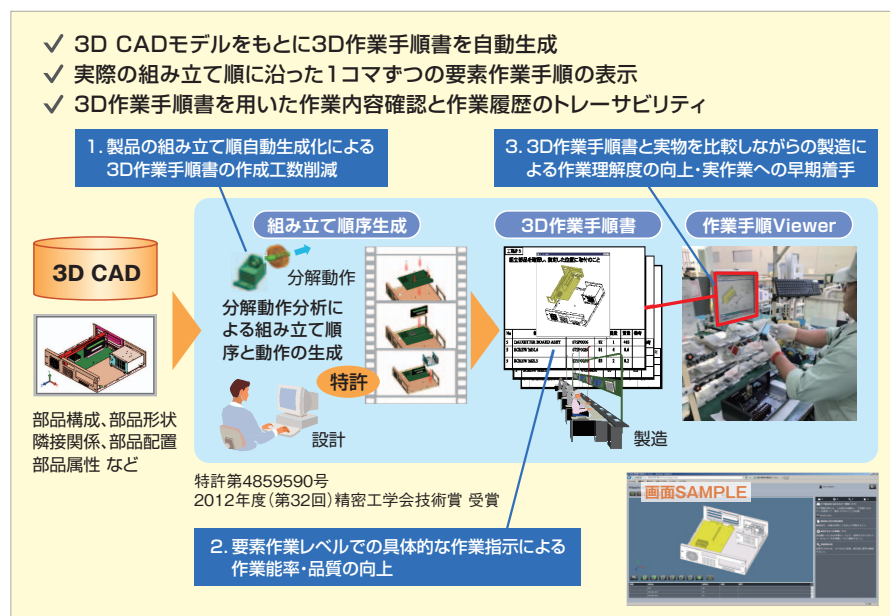 ✓ 3D CADモデルをもとに3D作業手順書を自動生成
✓ 実際の組み立て順に沿った1コマずつの要素作業手順の表示
✓ 3D作業手順書を用いた作業内容確認と作業履歴のトレーサビリティ
1. 製品の組み立て順自動生成化による
3D作業手順書の作成工数削減
3. 3D作業手順書と実物を比較しながらの製造に
よる作業理解度の向上・実作業への早期着手
組み立て順序生成
3D作業手順書
作業手順Viewer
3D CAD
分解動作
分解動作分析に
よる組み立て順
序と動作の生成
特許
設計
製造
部品構成、部品形状
隣接関係、部品配置
部品属性 など
特許第4859590号
2012年度(第32回)精密工学会技術賞 受賞
画面SAMPLE
2. 要素作業レベルでの具体的な作業指示による
作業能率・品質の向上